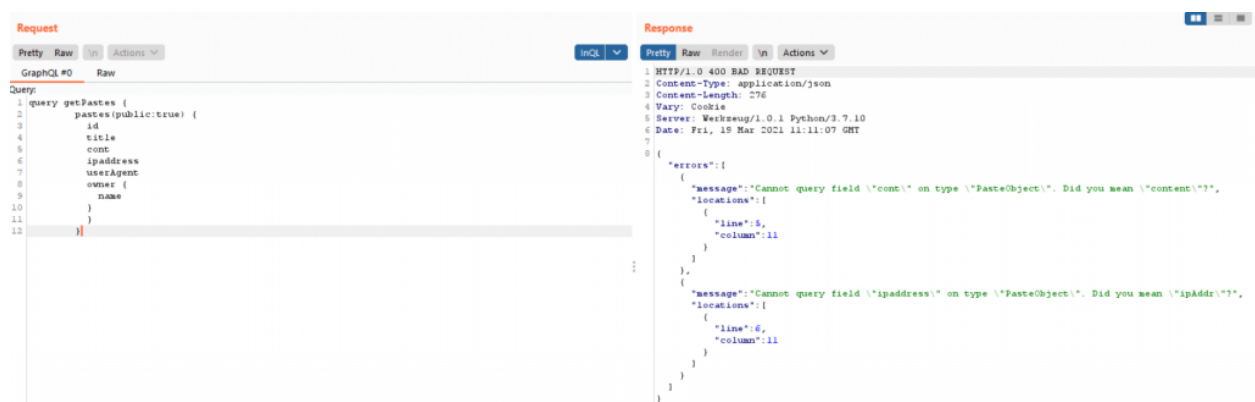 Request
Pretty Raw \n Actions
InQL
GraphQL #0 Raw
Query:
1 query getPastes {
2 pastes(public:true) {
3 id
4 title
5 cont
6 ipaddress
7 userAgent
8 owner {
9 name
10 }
11 }
12 }
Response
Pretty Raw Render \n Actions
1 HTTP/1.0 400 BAD REQUEST
2 Content-Type: application/json
3 Content-Length: 276
4 Vary: Cookie
5 Server: Werkzeug/1.0.1 Python/3.7.10
6 Date: Fri, 19 Mar 2021 11:11:07 GMT
7
8 {
"errors":[
{
"message":"Cannot query field \"cont\" on type \"PasteObject\". Did you mean \"content\"?",
"locations":[
{
"line":5,
"column":11
}
]
},
{
"message":"Cannot query field \"ipaddress\" on type \"PasteObject\". Did you mean \"ipAddr\"?",
"locations":[
{
"line":6,
"column":11
}
]
}
]
}